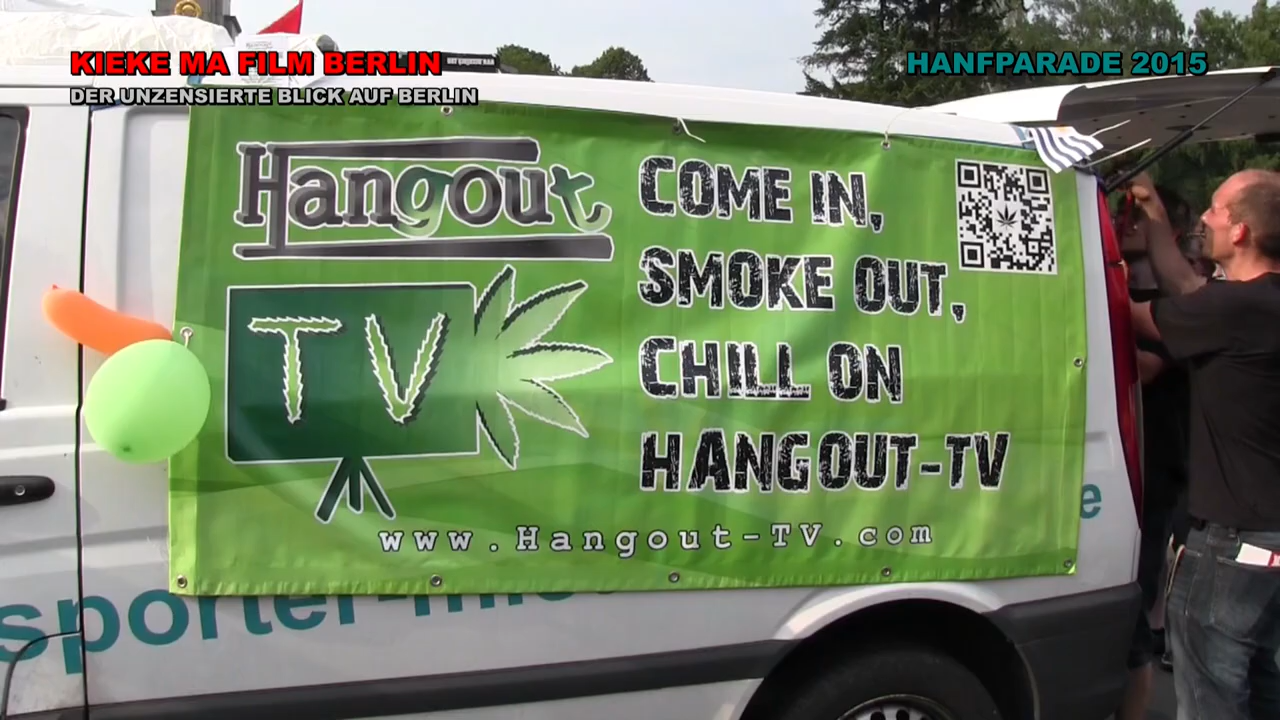 KIEKE MA FILM BERLIN
DER UNZENSIERTE BLICK AUF BERLIN
HANFPARADE 2015
Hangout
TV
COME IN,
SMOKE OUT,
CHILL ON
HANGOUT-TV
www.Hangout-TV.com